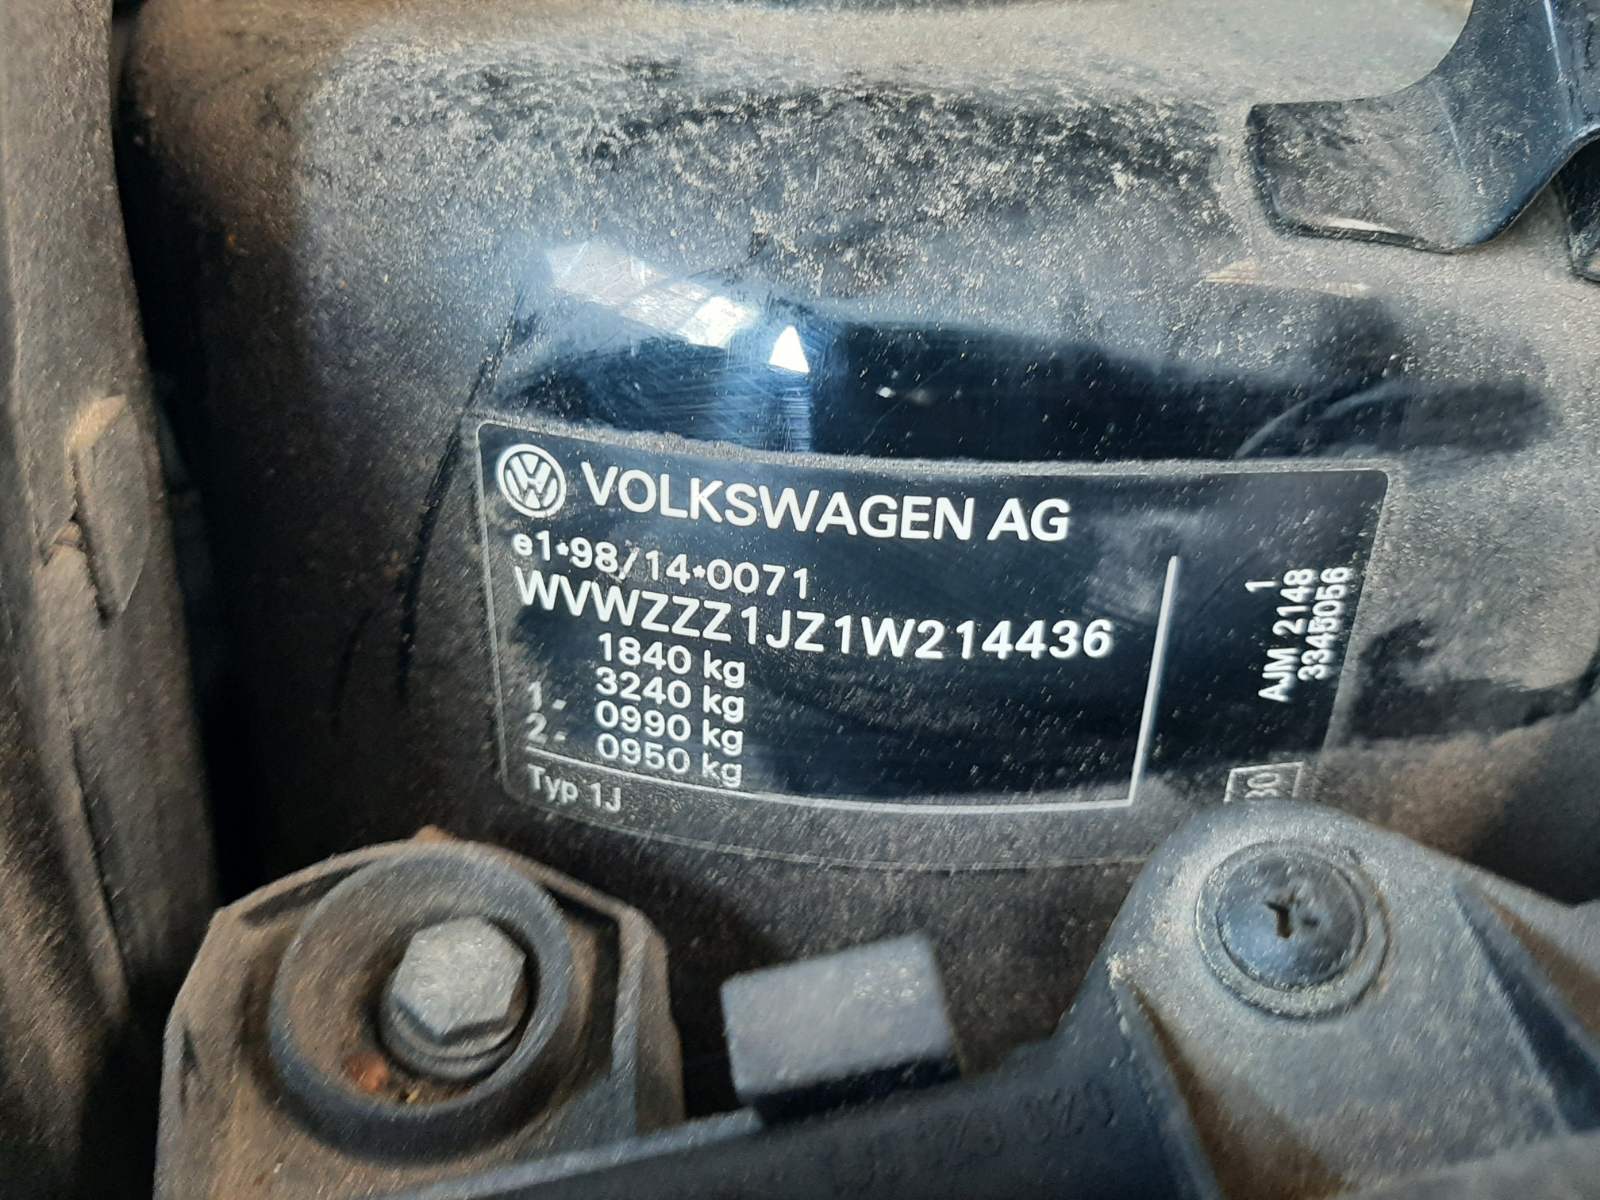 VOLKSWAGEN AG
e1*98/14*0071
WVWZZZ1JZ1W214436
1840 kg
3240 kg
1- 0990 kg
2- 0950 kg
Typ 1J
1
AJM 2148
3345056